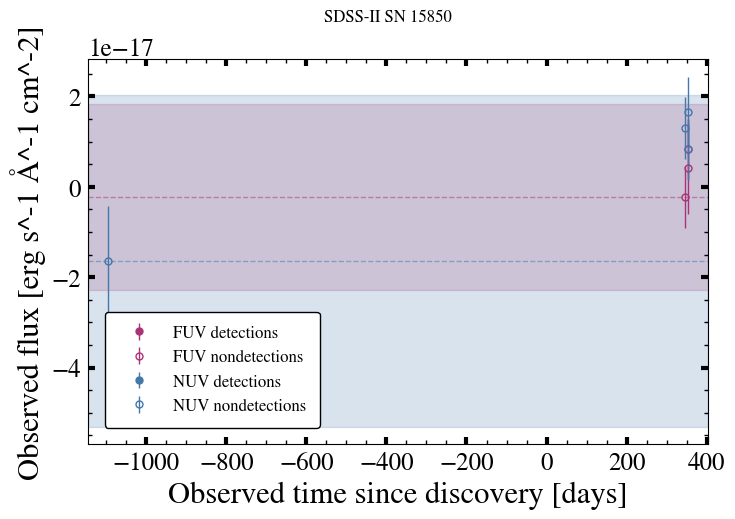 SDSS-II SN 15850
1e−17
Observed flux [erg s^-1 Å^-1 cm^-2]
2
0
−2
−4
FUV detections
FUV nondetections
NUV detections
NUV nondetections
−1000 −800 −600 −400 −200 0 200 400
Observed time since discovery [days]